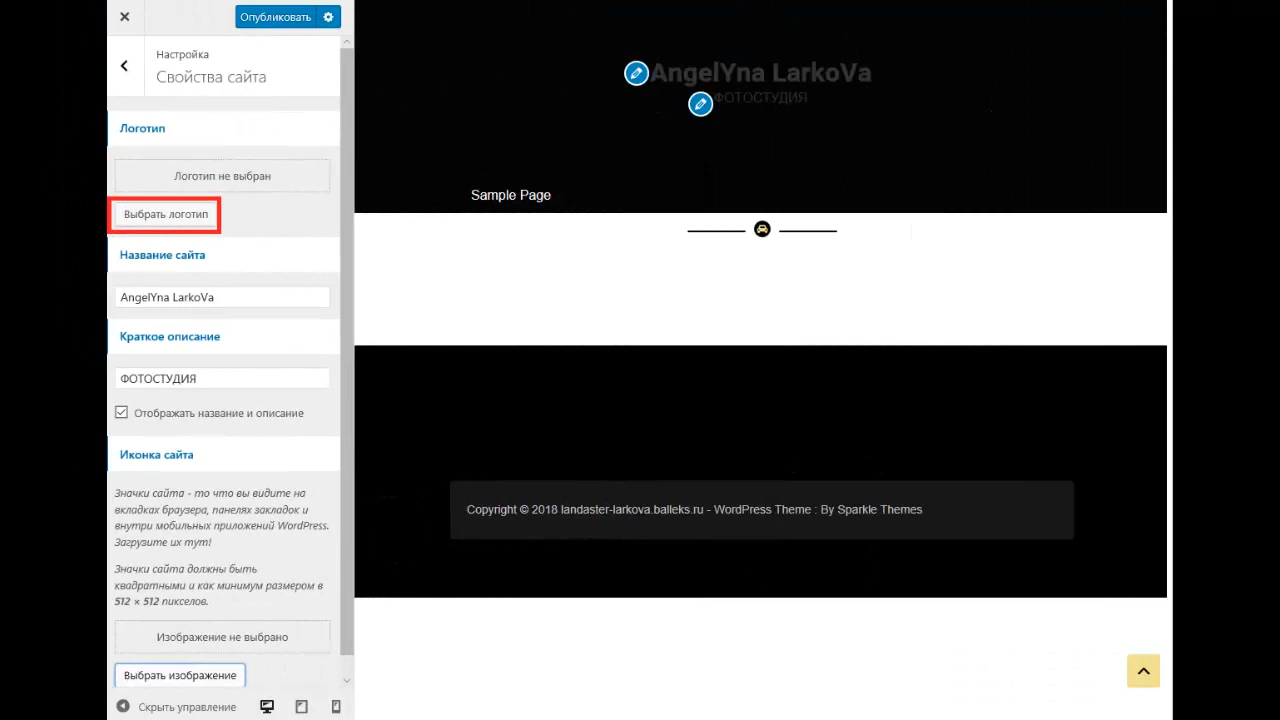 Опубликовать
Настройка
Свойства сайта
Логотип
Логотип не выбран
Выбрать логотип
Название сайта
AngelYna LarkoVa
Краткое описание
ФОТОСТУДИЯ
Отображать название и описание
Иконка сайта
Значки сайта - то что вы видите на
вкладках браузера, панелях закладок и
внутри мобильных приложений WordPress.
Загрузите их тут!
Значки сайта должны быть
квадратными и как минимум размером в
512 × 512 пикселов.
Изображение не выбрано
Выбрать изображение
Скрыть управление
AngelYna LarkoVa
ФОТОСТУДИЯ
Sample Page
Copyright © 2018 landaster-larkova.balleks.ru - WordPress Theme : By Sparkle Themes